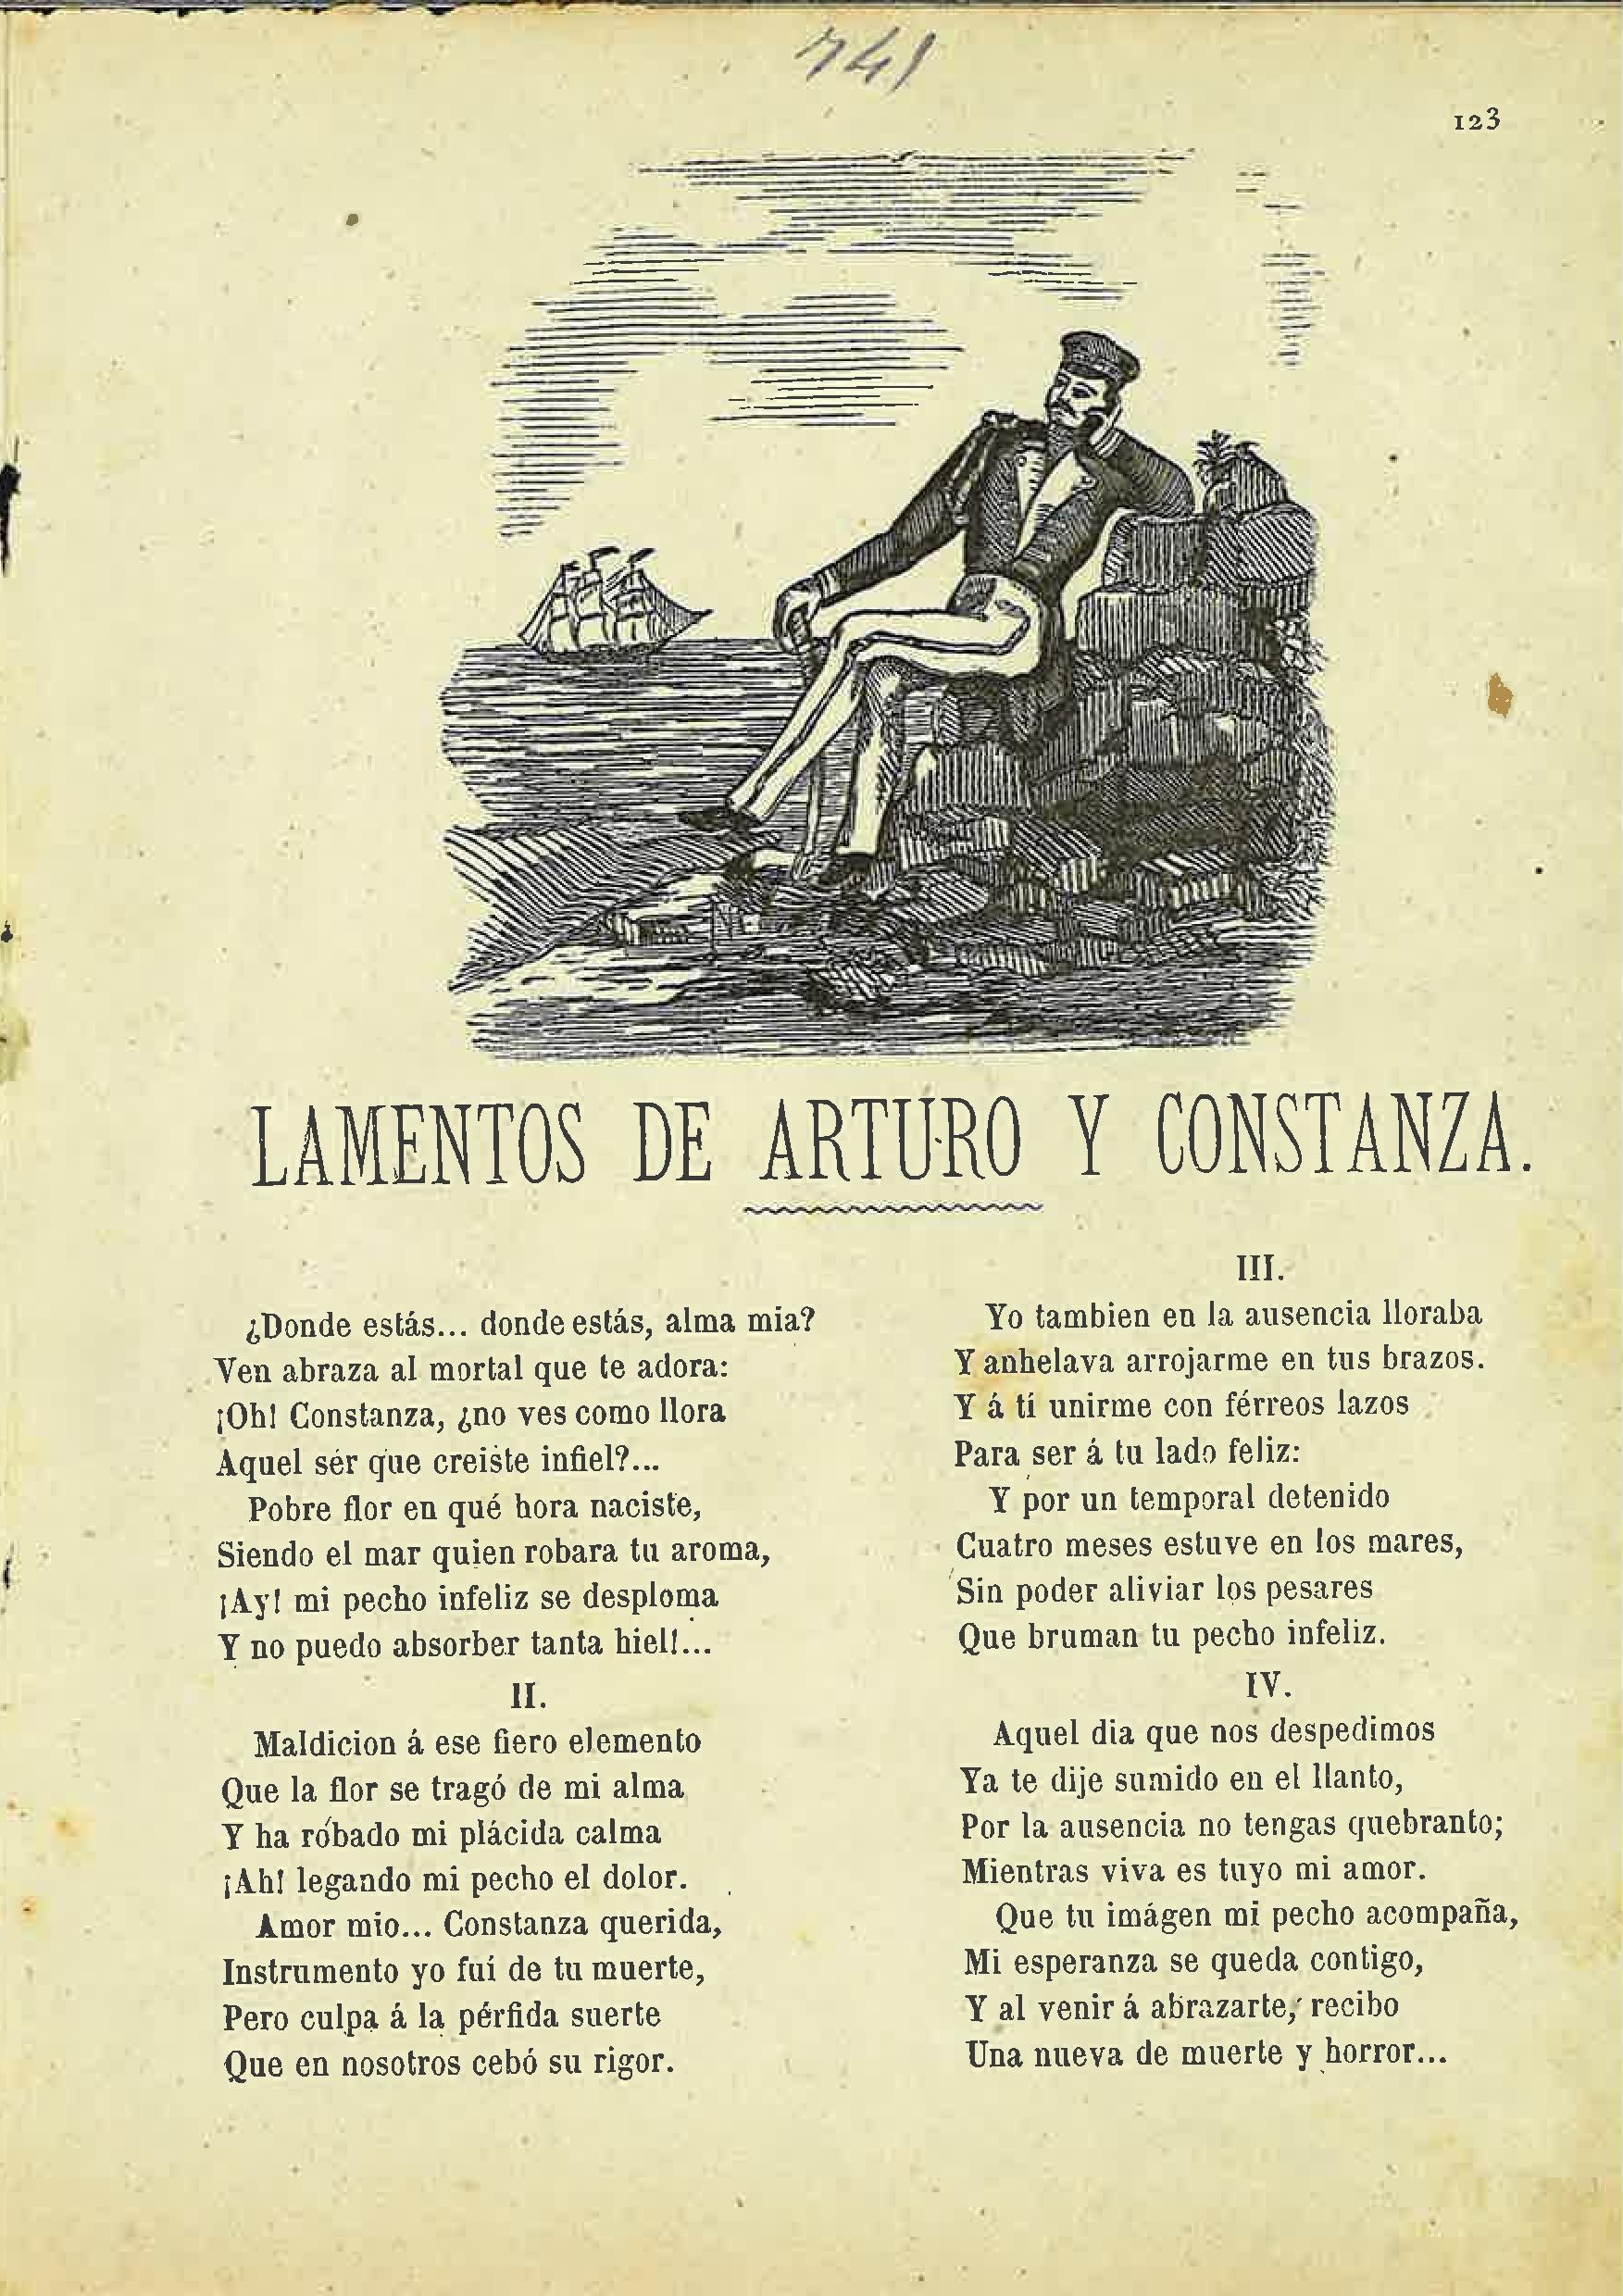 741
123
LAMENTOS DE ARTURO Y CONSTANZA.
¿Donde estás... donde estás, alma mia?
Ven abraza al mortal que te adora:
¡Oh! Constanza, ¿no ves como llora
Aquel sér que creiste infiel?...
Pobre flor en qué hora naciste,
Siendo el mar quien robara tu aroma,
¡Ay! mi pecho infeliz se desploma
Y no puedo absorber tanta hiel!...
II.
Maldicion á ese fiero elemento
Que la flor se tragó de mi alma
Y ha robado mi plácida calma
¡Ah! legando mi pecho el dolor.
Amor mio... Constanza querida,
Instrumento yo fui de tu muerte,
Pero culpa á la pérfida suerte
Que en nosotros cebó su rigor.
III.
Yo tambien en la ausencia lloraba
Y anhelava arrojarme en tus brazos.
Y á tí unirme con férreos lazos
Para ser á tu lado feliz:
Y por un temporal detenido
Cuatro meses estuve en los mares,
Sin poder aliviar los pesares
Que bruman tu pecho infeliz.
IV.
Aquel dia que nos despedimos
Ya te dije sumido en el llanto,
Por la ausencia no tengas quebranto;
Mientras viva es tuyo mi amor.
Que tu imágen mi pecho acompaña,
Mi esperanza se queda contigo,
Y al venir á abrazarte, recibo
Una nueva de muerte y horror...